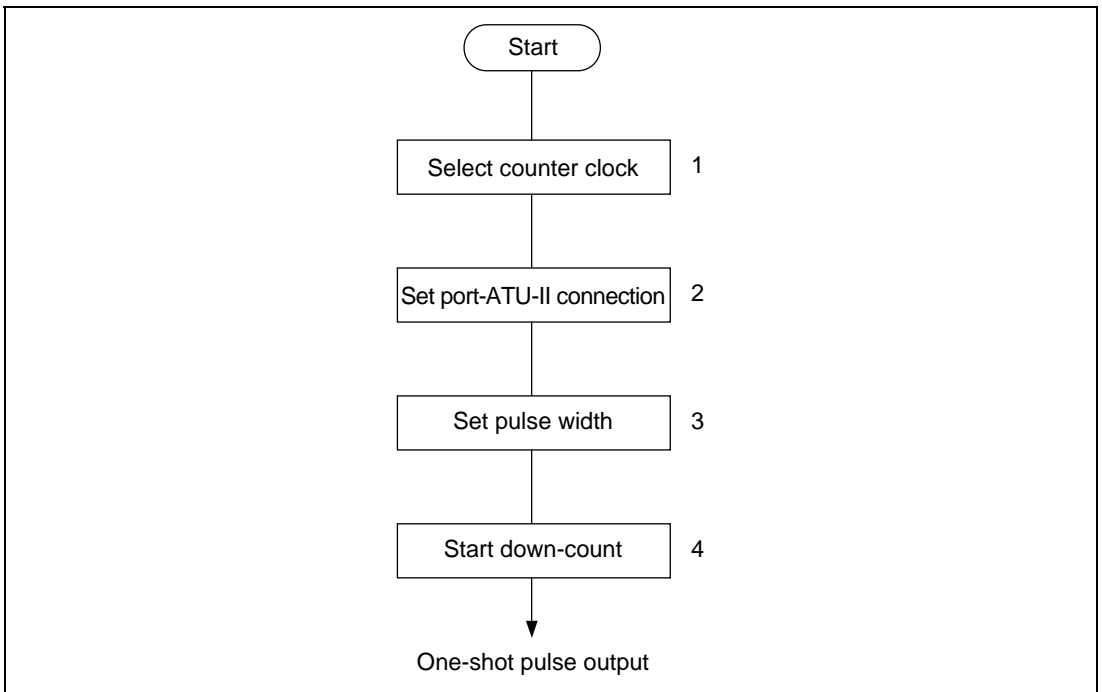 Start
Select counter clock 1
Set port-ATU-II connection 2
Set pulse width 3
Start down-count 4
One-shot pulse output